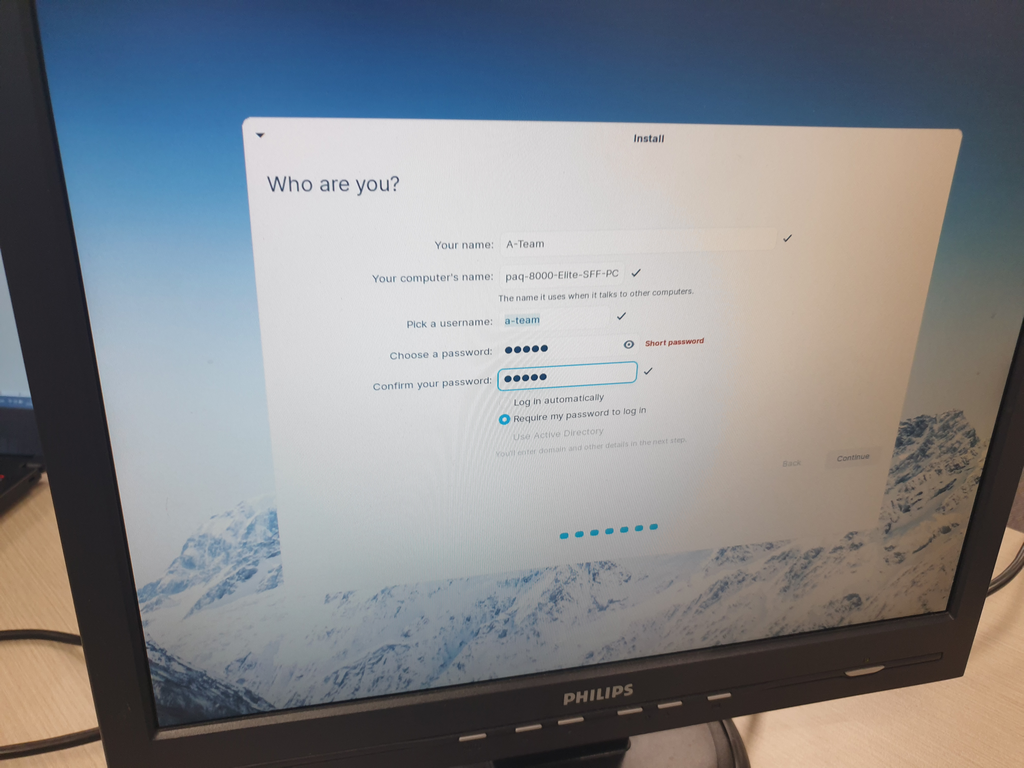 Install
Who are you?
Your name: A-Team
Your computer's name: paq-8000-Elite-SFF-PC
The name it uses when it talks to other computers.
Pick a username: a-team
Choose a password: ●●●●● Short password
Confirm your password: ●●●●●
Log in automatically
Require my password to log in
Use Active Directory
You'll enter domain and other details in the next step.
Back Continue
PHILIPS